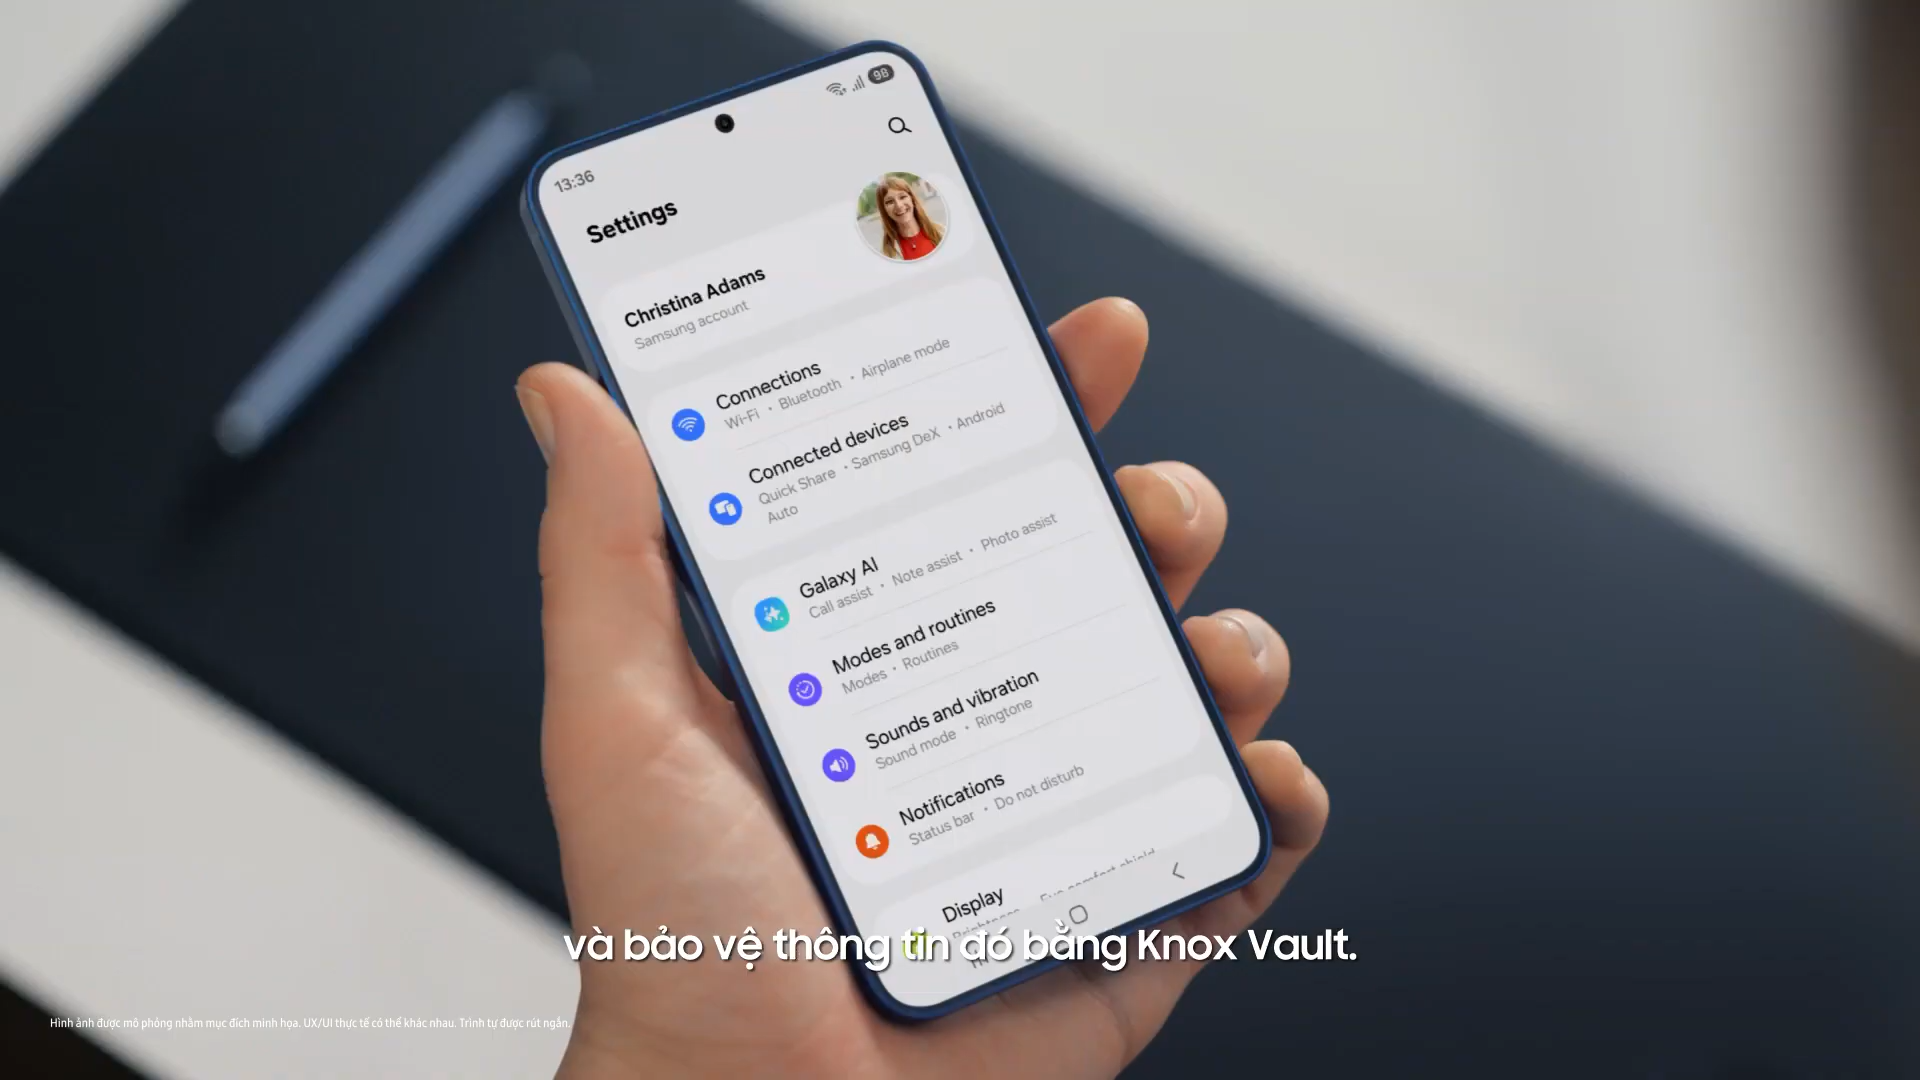 98
13:36
Settings
Christina Adams
Samsung account
Connections
Wi-Fi • Bluetooth • Airplane mode
Connected devices
Quick Share • Samsung DeX • Android
Auto
Galaxy AI
Call assist • Note assist • Photo assist
Modes and routines
Modes • Routines
Sounds and vibration
Sound mode • Ringtone
Notifications
Status bar • Do not disturb
Display
Eye comfort shield
và bảo vệ thông tin đó bằng Knox Vault.
Hình ảnh được mô phỏng nhằm mục đích minh họa. UX/UI thực tế có thể khác nhau. Trình tự được rút ngắn.